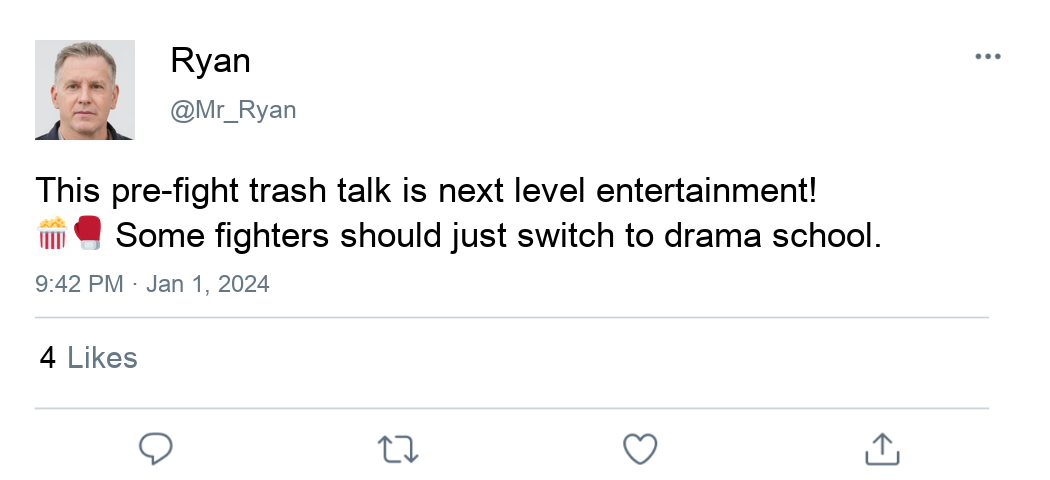 Ryan
@Mr_Ryan
This pre-fight trash talk is next level entertainment!
🍿🥊 Some fighters should just switch to drama school.
9:42 PM · Jan 1, 2024
4 Likes